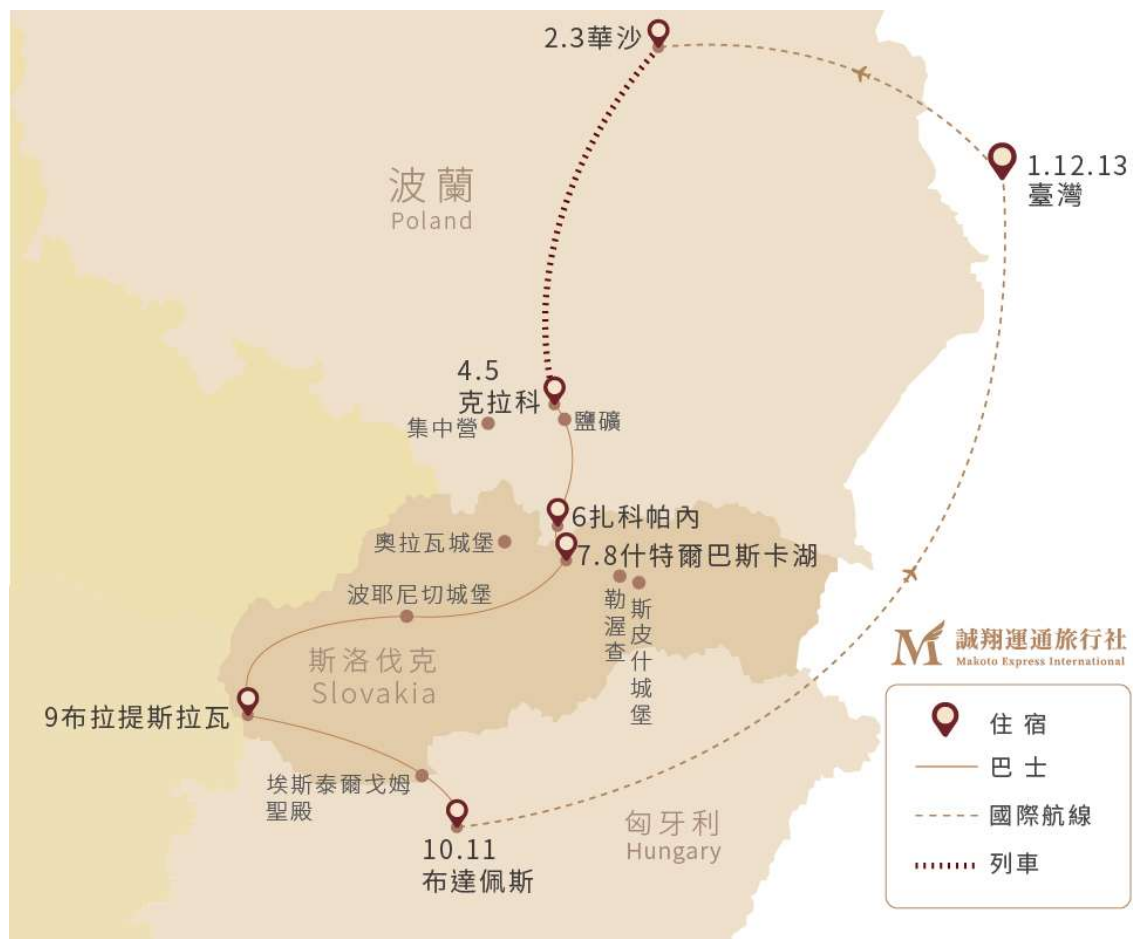 2.3華沙
1.12.13
臺灣
波蘭
Poland
4.5
克拉科
集中營
鹽礦
6扎科帕內
奧拉瓦城堡
7.8什特爾巴斯卡湖
波耶尼切城堡
勒渥查
斯皮什城堡
斯洛伐克
Slovakia
9布拉提斯拉瓦
埃斯泰爾戈姆
聖殿
10.11
布達佩斯
匈牙利
Hungary
誠翔運通旅行社
Makoto Express International
住宿
巴士
國際航線
列車